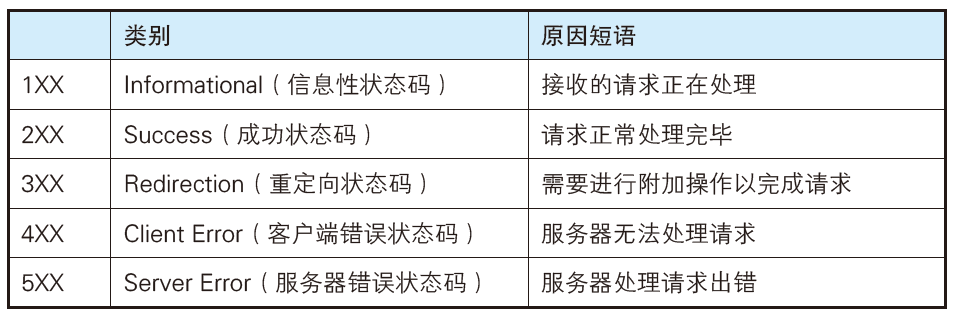 类别 原因短语
1XX Informational（信息性状态码） 接收的请求正在处理
2XX Success（成功状态码） 请求正常处理完毕
3XX Redirection（重定向状态码） 需要进行附加操作以完成请求
4XX Client Error（客户端错误状态码） 服务器无法处理请求
5XX Server Error（服务器错误状态码） 服务器处理请求出错